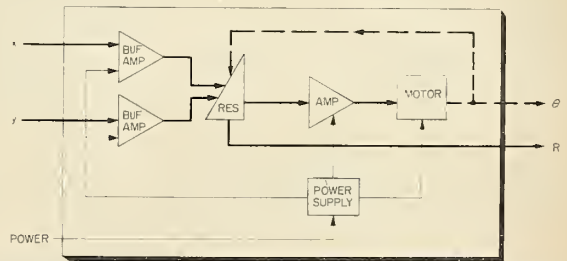 x
BUF
AMP
BUF
AMP
y
RES
AMP
MOTOR
θ
R
POWER
SUPPLY
POWER